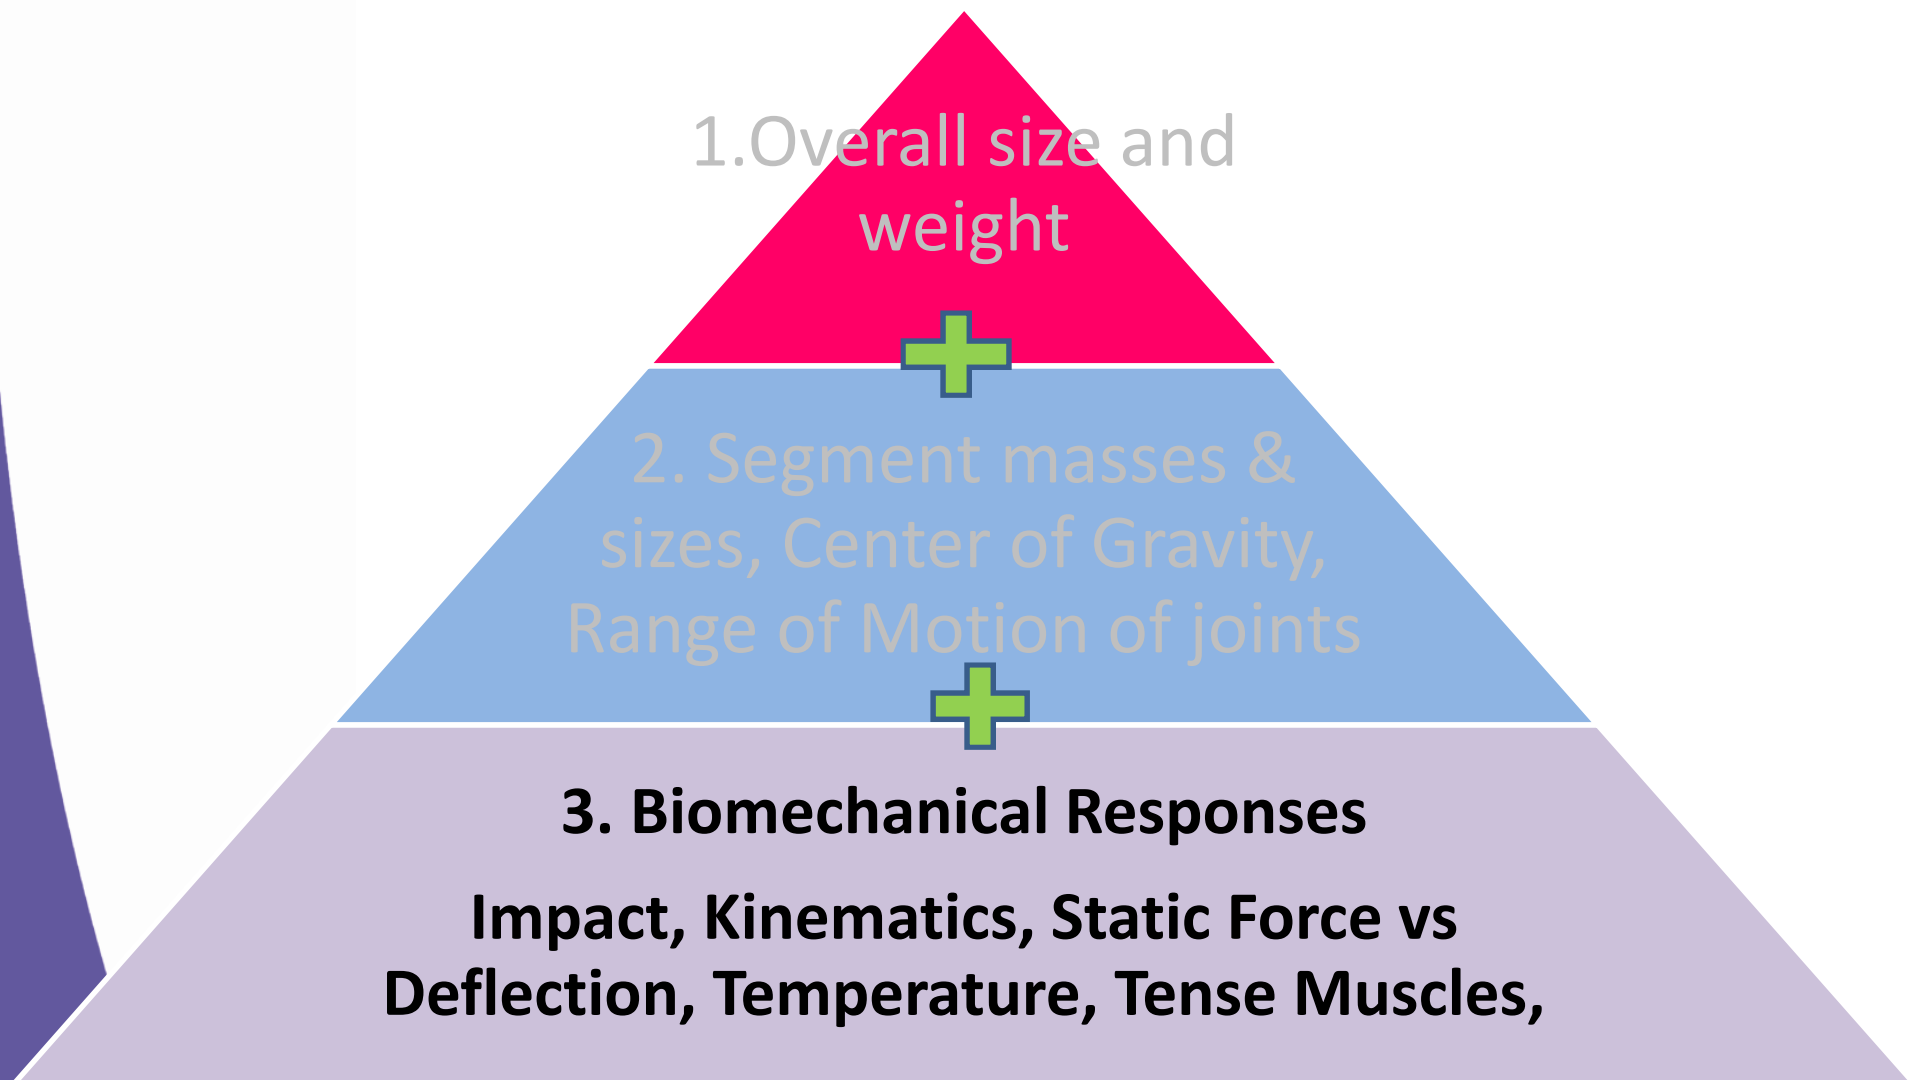 1.Overall size and
weight
2. Segment masses &
sizes, Center of Gravity,
Range of Motion of joints
3. Biomechanical Responses
Impact, Kinematics, Static Force vs
Deflection, Temperature, Tense Muscles,